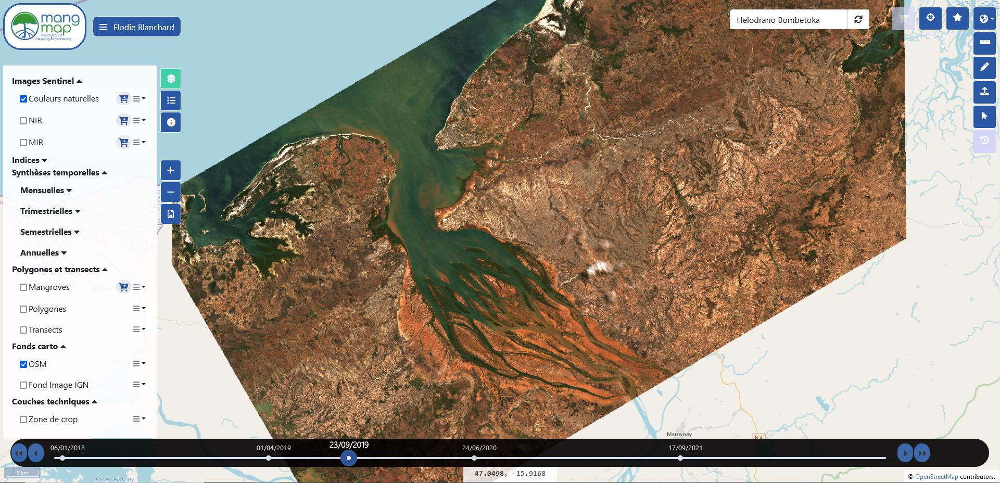 mang
map
mangrove
mapping & monitoring
Elodie Blanchard
Helodrano Bombetoka
Images Sentinel
Couleurs naturelles
NIR
MIR
Indices
Synthèses temporelles
Mensuelles
Trimestrielles
Semestrielles
Annuelles
Polygones et transects
Mangroves
Polygones
Transects
Fonds carto
OSM
Fond Image IGN
Couches techniques
Zone de crop
Marovoay
N 4
06/01/2018
01/04/2019
23/09/2019
24/06/2020
17/09/2021
5 km
Farihy Kinkony
47.0498, -15.9168
© OpenStreetMap contributors.